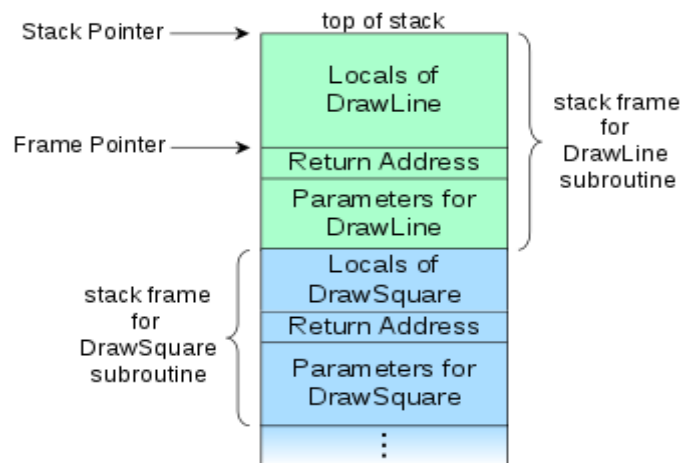 top of stack
Stack Pointer
Locals of
DrawLine
Frame Pointer
Return Address
Parameters for
DrawLine
stack frame
for
DrawLine
subroutine
Locals of
DrawSquare
Return Address
Parameters for
DrawSquare
stack frame
for
DrawSquare
subroutine
⋮